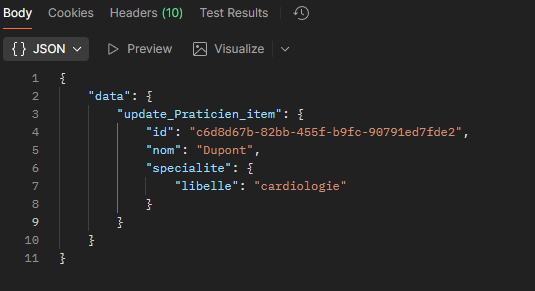 Body Cookies Headers (10) Test Results
{} JSON Preview Visualize
1 {
2 "data": {
3 "update_Praticien_item": {
4 "id": "c6d8d67b-82bb-455f-b9fc-90791ed7fde2",
5 "nom": "Dupont",
6 "specialite": {
7 "libelle": "cardiologie"
8 }
9 }
10 }
11 }